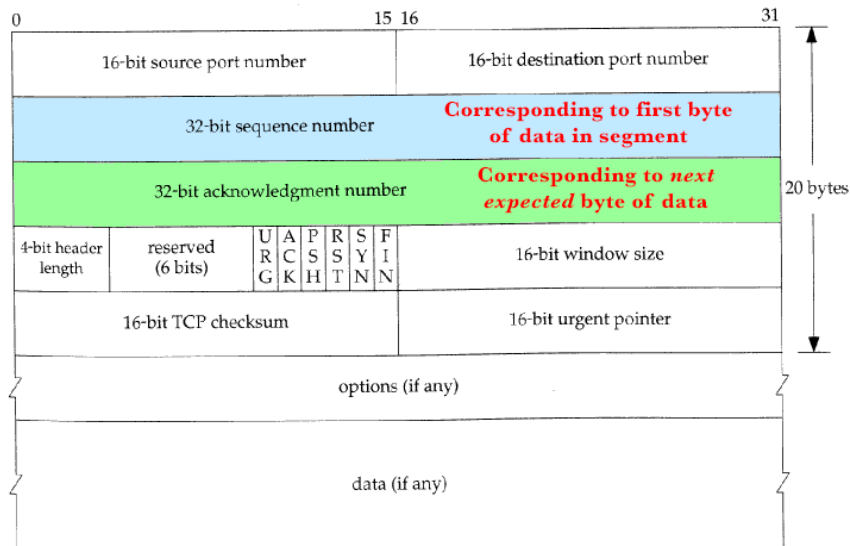 0 15 16 31
16-bit source port number 16-bit destination port number
32-bit sequence number Corresponding to first byte
of data in segment
32-bit acknowledgment number Corresponding to next
expected byte of data
20 bytes
4-bit header
length
reserved
(6 bits)
U A P R S F
R C S S Y I
G K H T N N
16-bit window size
16-bit TCP checksum 16-bit urgent pointer
options (if any)
data (if any)